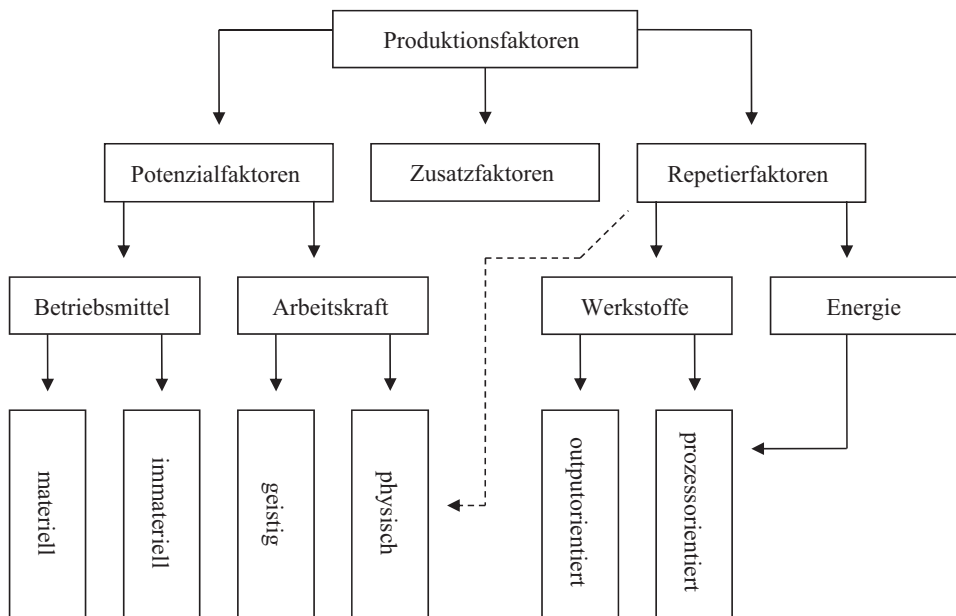 Produktionsfaktoren
Potenzialfaktoren
Zusatzfaktoren
Repetierfaktoren
Betriebsmittel
Arbeitskraft
Werkstoffe
Energie
materiell
immateriell
geistig
physisch
outputorientiert
prozessorientiert